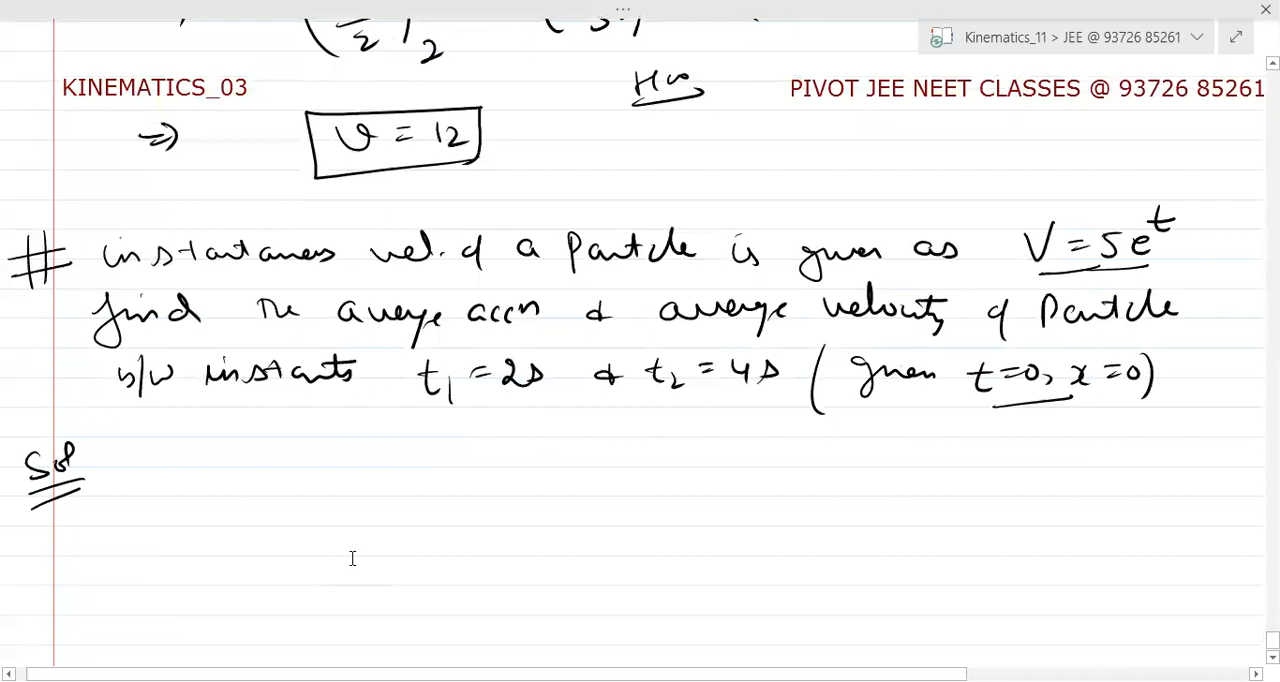 Kinematics_11 > JEE @ 93726 85261
KINEMATICS_03
Hw
PIVOT JEE NEET CLASSES @ 93726 85261
⇒ v = 12
# instantaneous vel. of a Particle is given as V = 5e^t
find the average accn & average velocity of Particle
b/w instants t₁ = 2s & t₂ = 4s (given t=0, x=0)
Sol